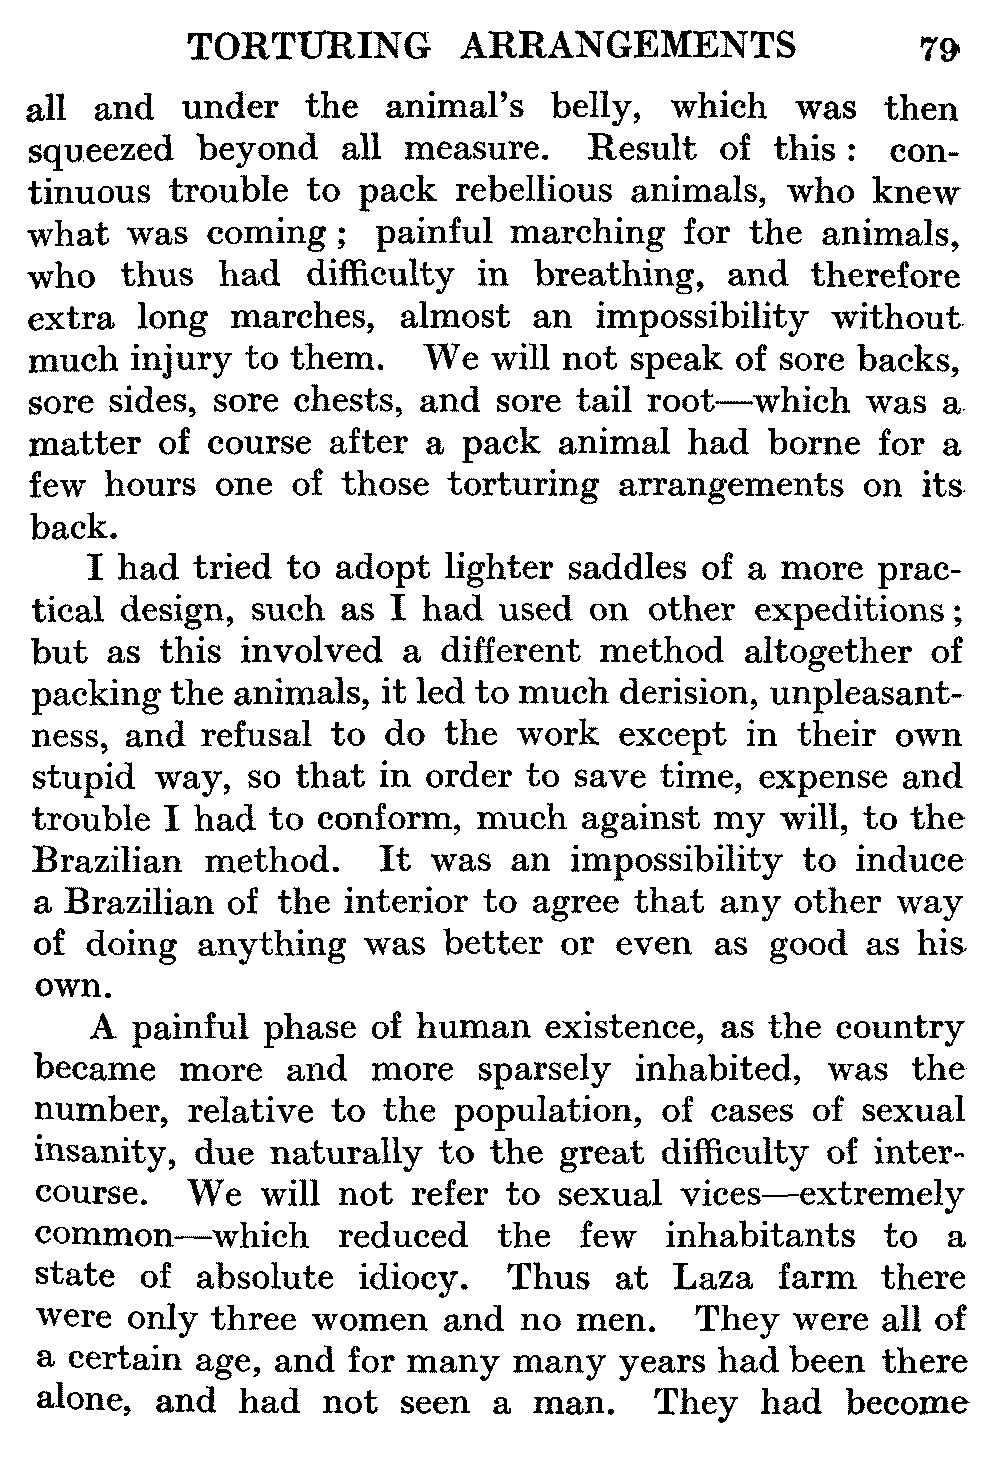 TORTURING ARRANGEMENTS 79
all and under the animal's belly, which was then
squeezed beyond all measure. Result of this : con-
tinuous trouble to pack rebellious animals, who knew
what was coming ; painful marching for the animals,
who thus had difficulty in breathing, and therefore
extra long marches, almost an impossibility without
much injury to them. We will not speak of sore backs,
sore sides, sore chests, and sore tail root—which was a
matter of course after a pack animal had borne for a
few hours one of those torturing arrangements on its
back.
I had tried to adopt lighter saddles of a more prac-
tical design, such as I had used on other expeditions ;
but as this involved a different method altogether of
packing the animals, it led to much derision, unpleasant-
ness, and refusal to do the work except in their own
stupid way, so that in order to save time, expense and
trouble I had to conform, much against my will, to the
Brazilian method. It was an impossibility to induce
a Brazilian of the interior to agree that any other way
of doing anything was better or even as good as his
own.
A painful phase of human existence, as the country
became more and more sparsely inhabited, was the
number, relative to the population, of cases of sexual
insanity, due naturally to the great difficulty of inter-
course. We will not refer to sexual vices—extremely
common—which reduced the few inhabitants to a
state of absolute idiocy. Thus at Laza farm there
were only three women and no men. They were all of
a certain age, and for many many years had been there
alone, and had not seen a man. They had become